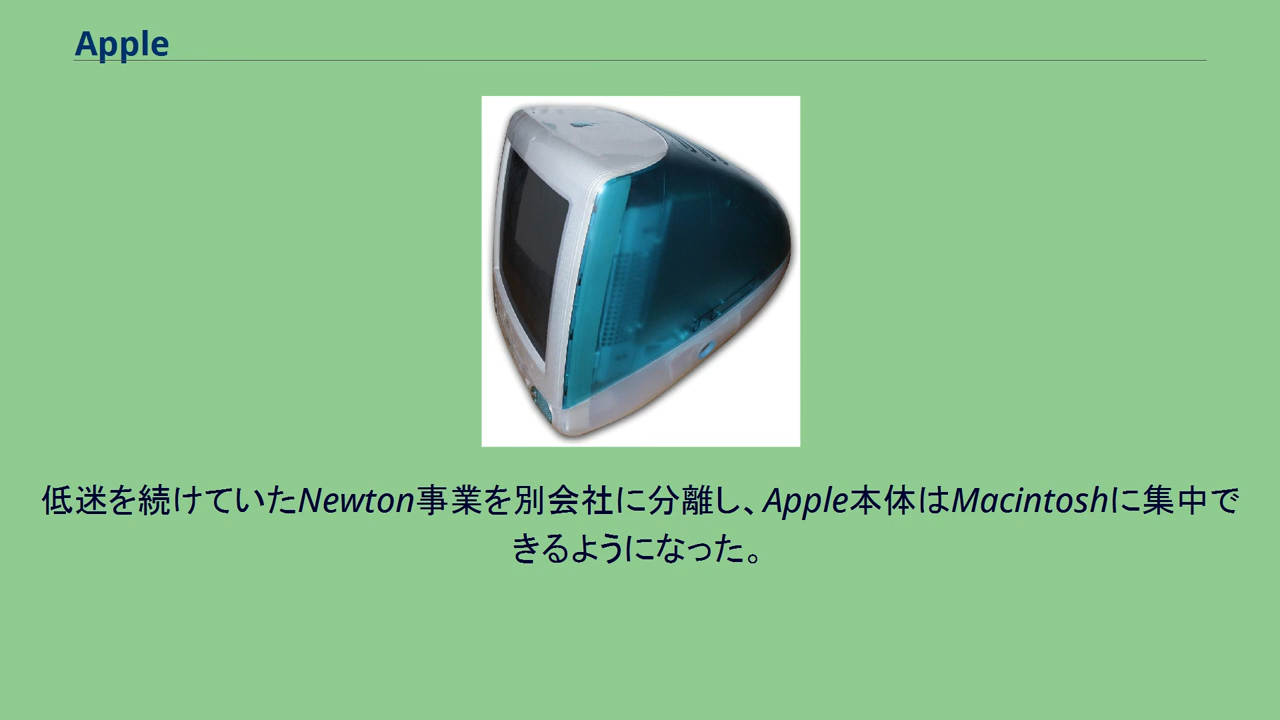 Apple
低迷を続けていたNewton事業を別会社に分離し、Apple本体はMacintoshに集中で
きるようになった。